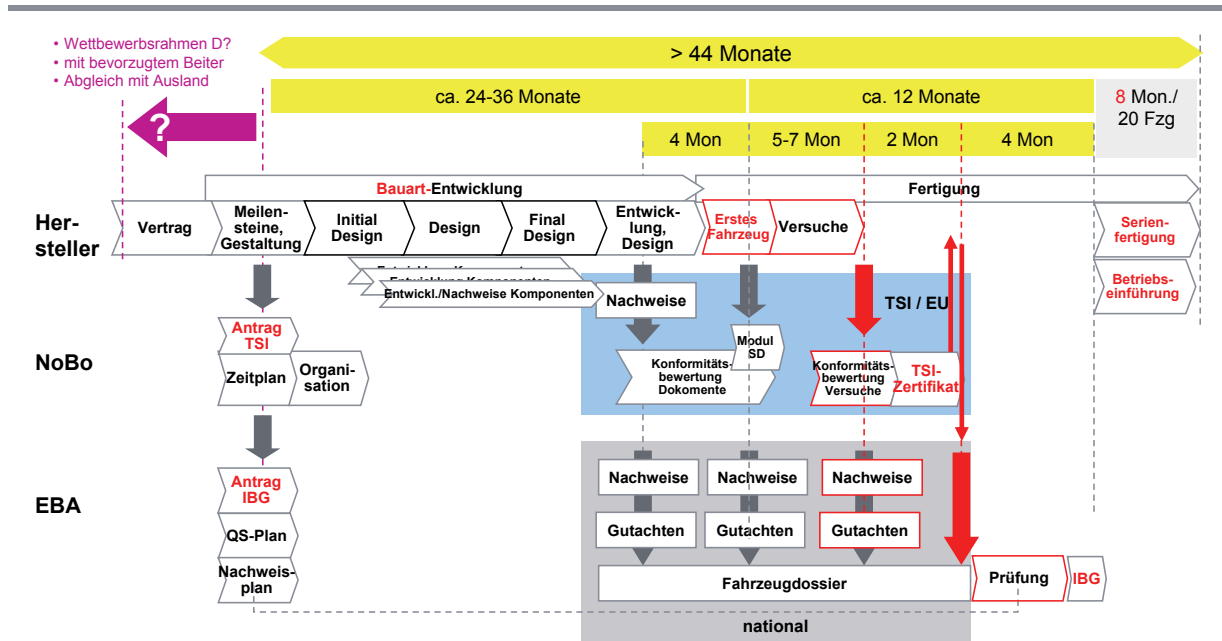 • Wettbewerbsrahmen D?
• mit bevorzugtem Beiter
• Abgleich mit Ausland
> 44 Monate
ca. 24-36 Monate
ca. 12 Monate
8 Mon./
20 Fzg
?
4 Mon
5-7 Mon
2 Mon
4 Mon
Bauart-Entwicklung
Fertigung
Her-
steller
Vertrag
Meilen-
steine,
Gestaltung
Initial
Design
Design
Final
Design
Entwick-
lung,
Design
Erstes
Fahrzeug
Versuche
Serien-
fertigung
Entwicklung Komponenten
Entwickl./Nachweise Komponenten
Betriebs-
einführung
Nachweise
TSI / EU
NoBo
Antrag
TSI
Zeitplan
Organi-
sation
Konformitäts-
bewertung
Dokumente
Modul
SD
Konformitäts-
bewertung
Versuche
TSI-
Zertifikat
EBA
Antrag
IBG
QS-Plan
Nachweis-
plan
Nachweise
Nachweise
Nachweise
Gutachten
Gutachten
Gutachten
Fahrzeugdossier
Prüfung
IBG
national